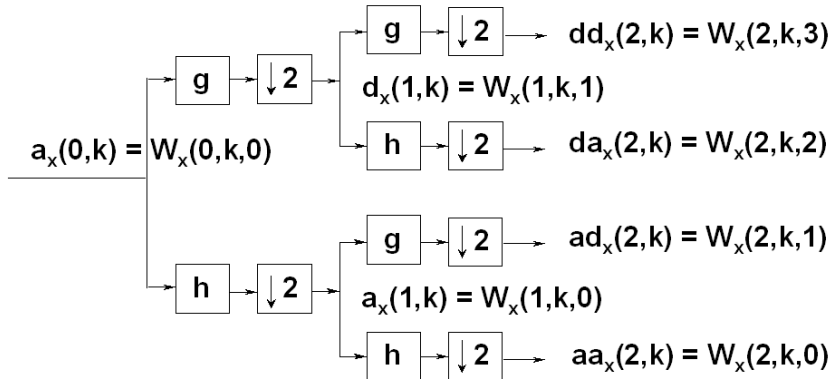 g ↓2 dd_x(2,k) = W_x(2,k,3)
g ↓2 d_x(1,k) = W_x(1,k,1)
h ↓2 da_x(2,k) = W_x(2,k,2)
a_x(0,k) = W_x(0,k,0)
g ↓2 ad_x(2,k) = W_x(2,k,1)
h ↓2 a_x(1,k) = W_x(1,k,0)
h ↓2 aa_x(2,k) = W_x(2,k,0)